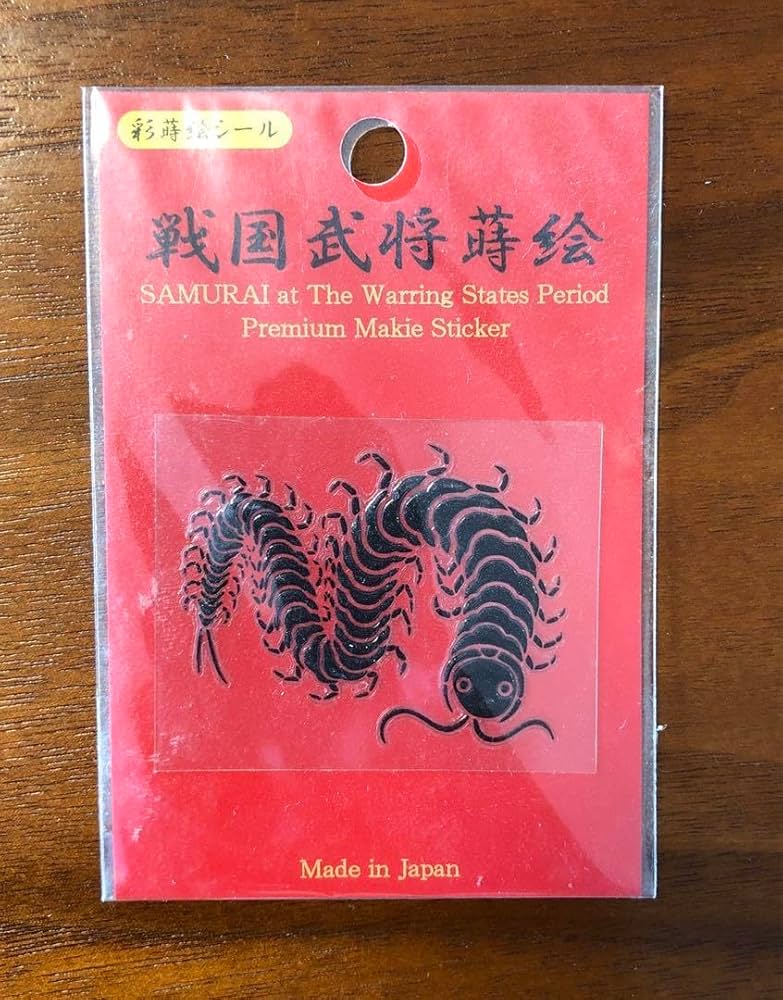 彩蒔絵シール
戦国武将蒔絵
SAMURAI at The Warring States Period
Premium Makie Sticker
Made in Japan